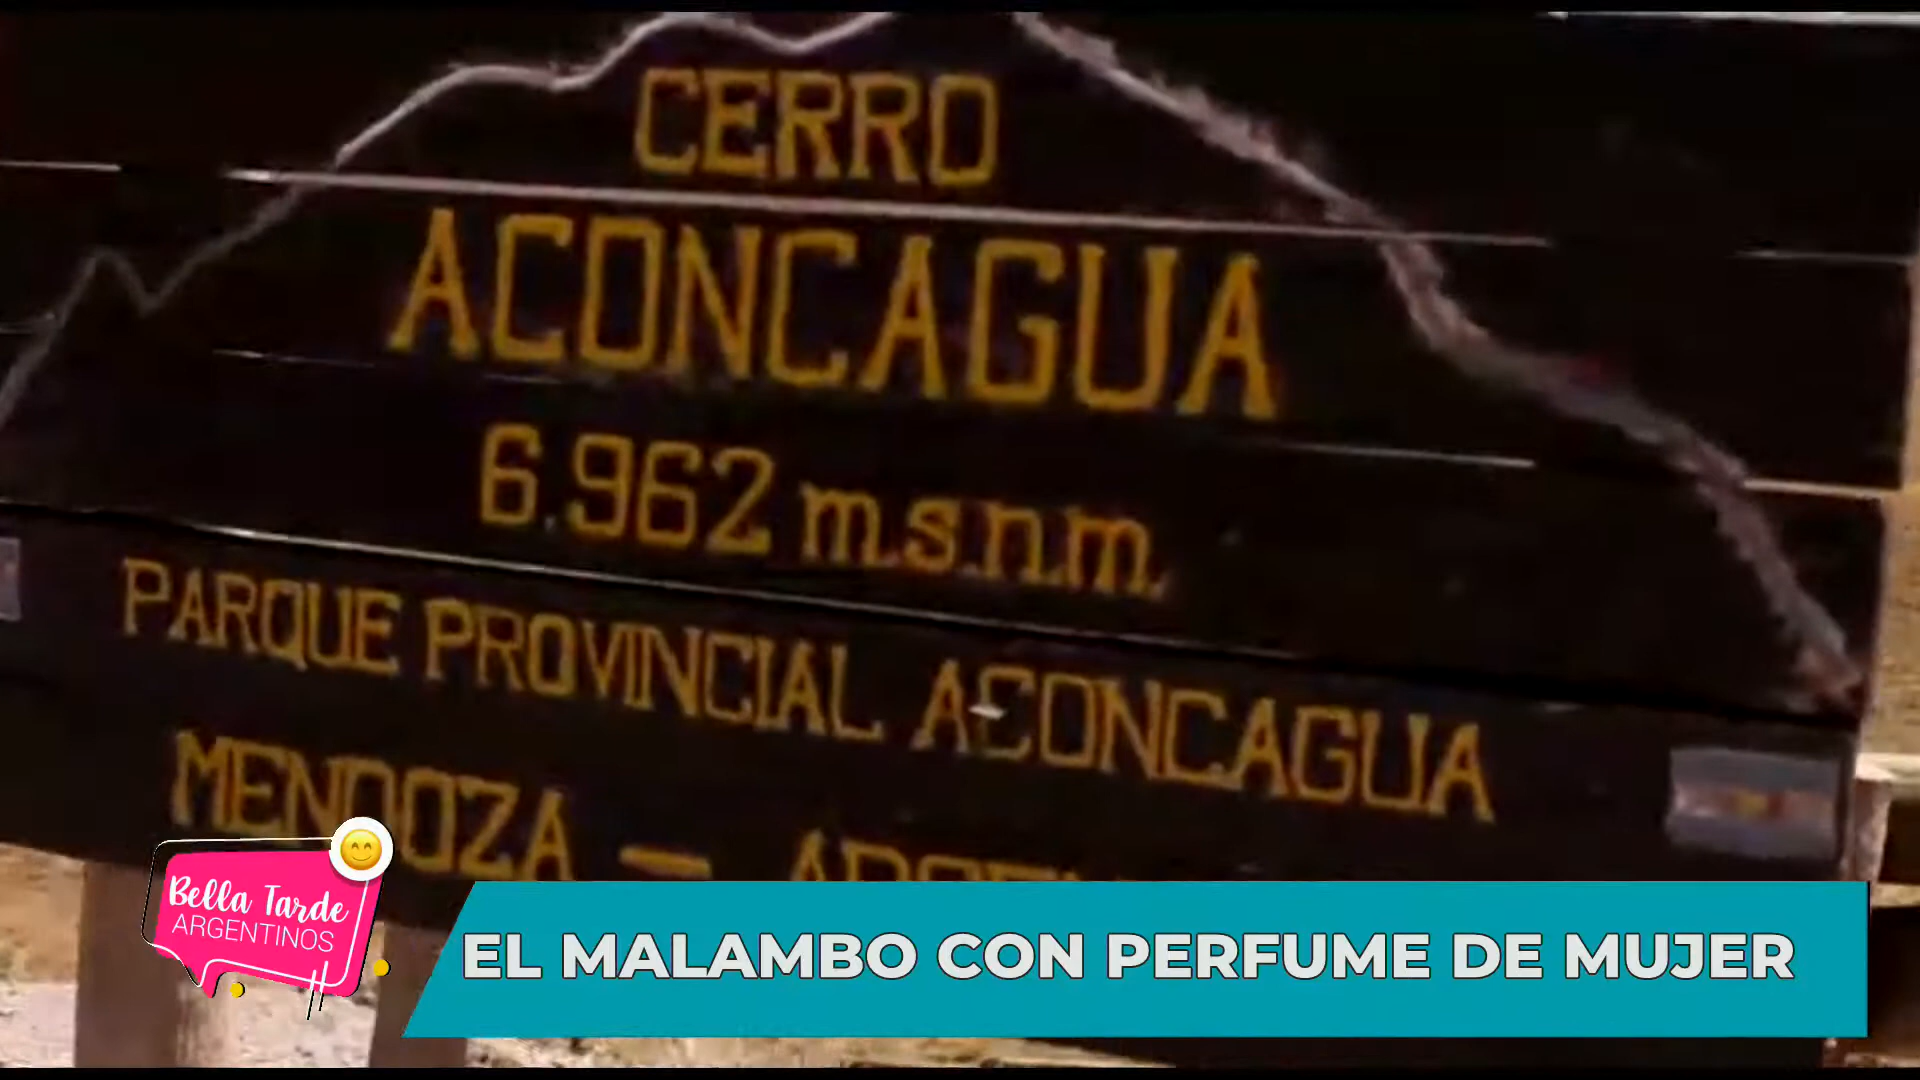 CERRO
ACONCAGUA
6.962 m.s.n.m.
PARQUE PROVINCIAL ACONCAGUA
MENDOZA –
Bella Tarde
ARGENTINOS
EL MALAMBO CON PERFUME DE MUJER